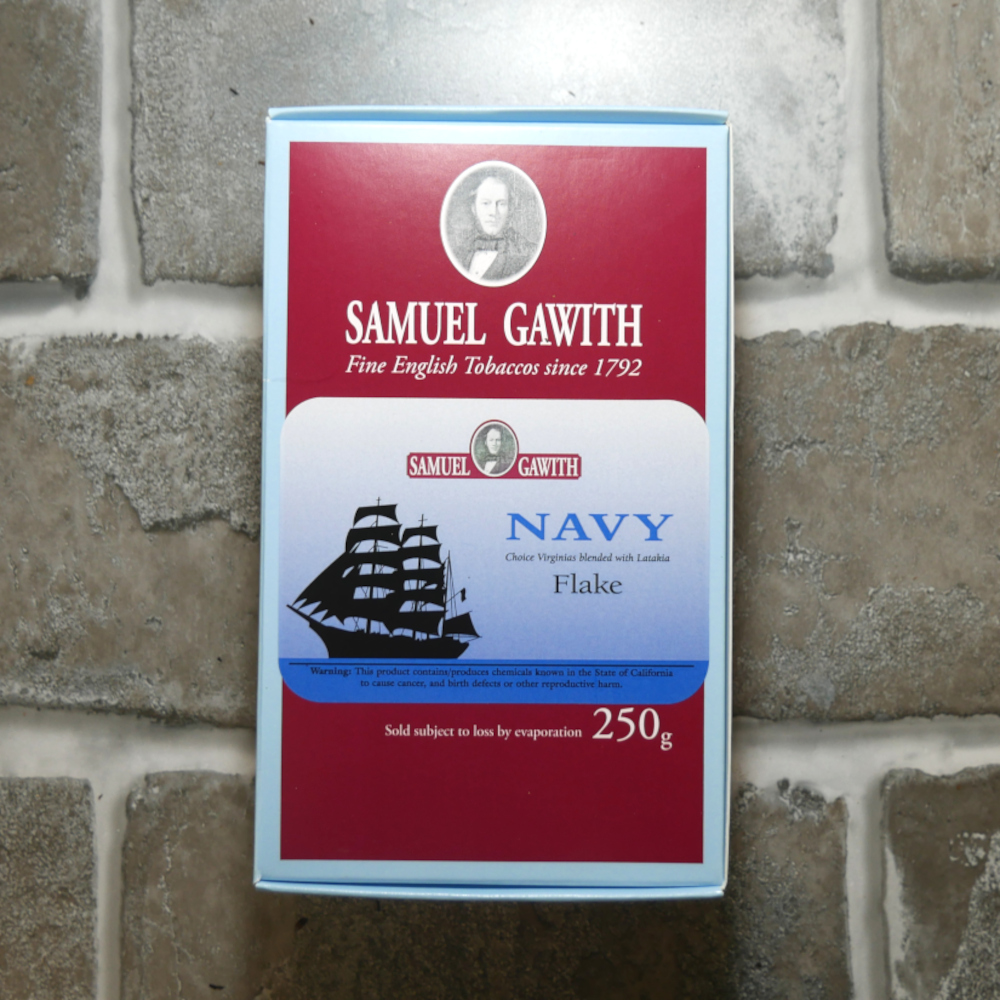 SAMUEL GAWITH
Fine English Tobaccos since 1792
SAMUEL GAWITH
NAVY
Choice Virginias blended with Latakia
Flake
Warning: This product contains/produces chemicals known in the State of California
to cause cancer, and birth defects or other reproductive harm.
Sold subject to loss by evaporation 250g